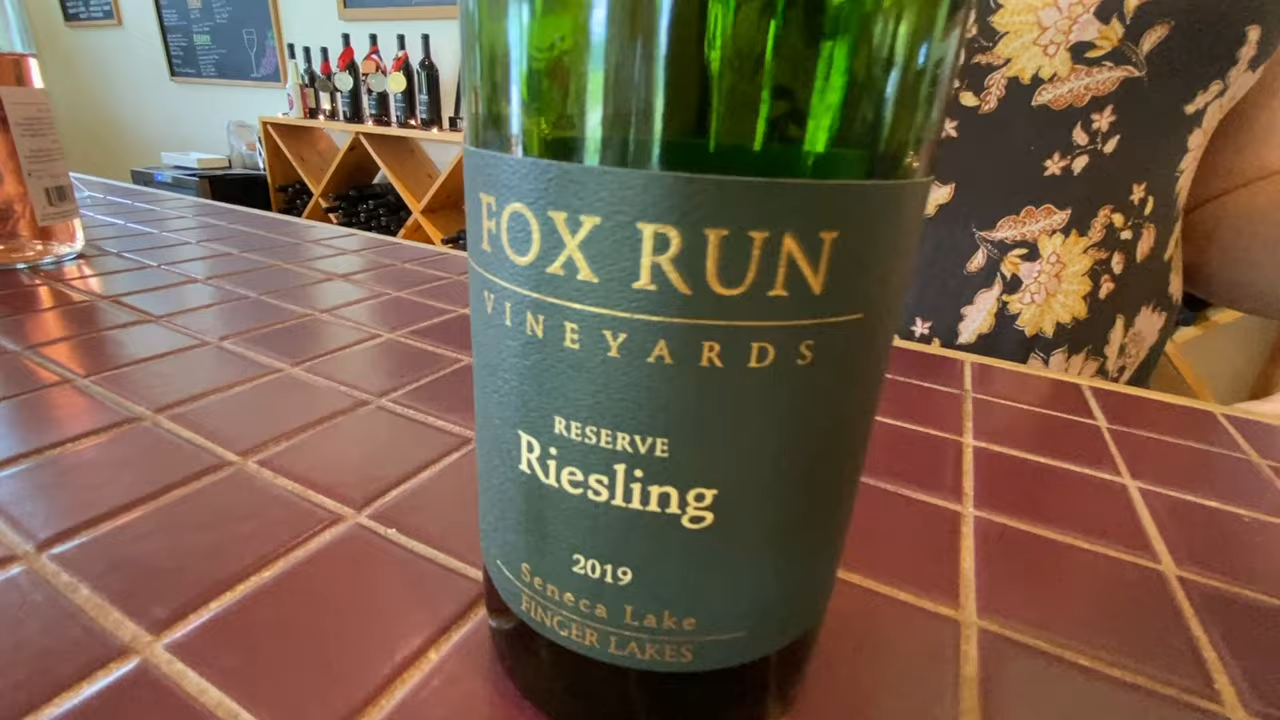 FOX RUN
VINEYARDS
RESERVE
Riesling
2019
Seneca Lake
FINGER LAKES